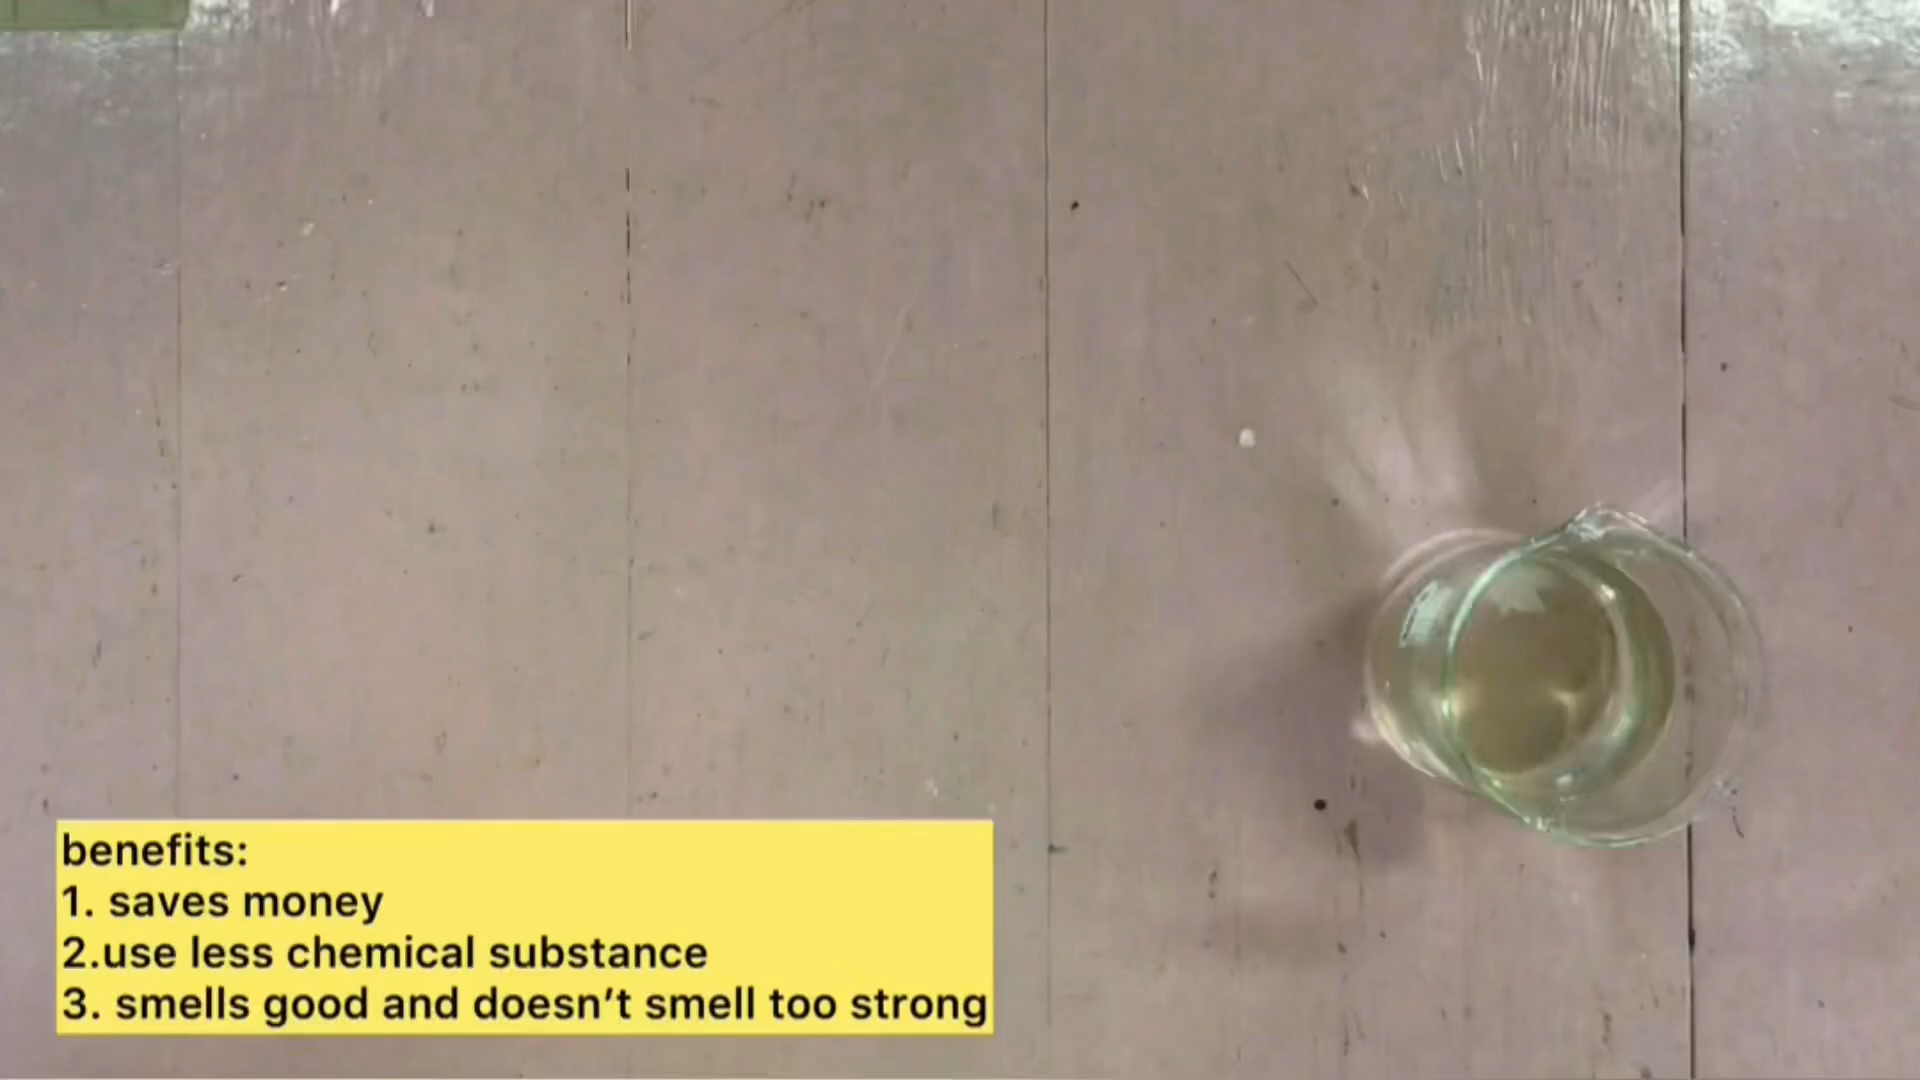 benefits:
1. saves money
2.use less chemical substance
3. smells good and doesn't smell too strong